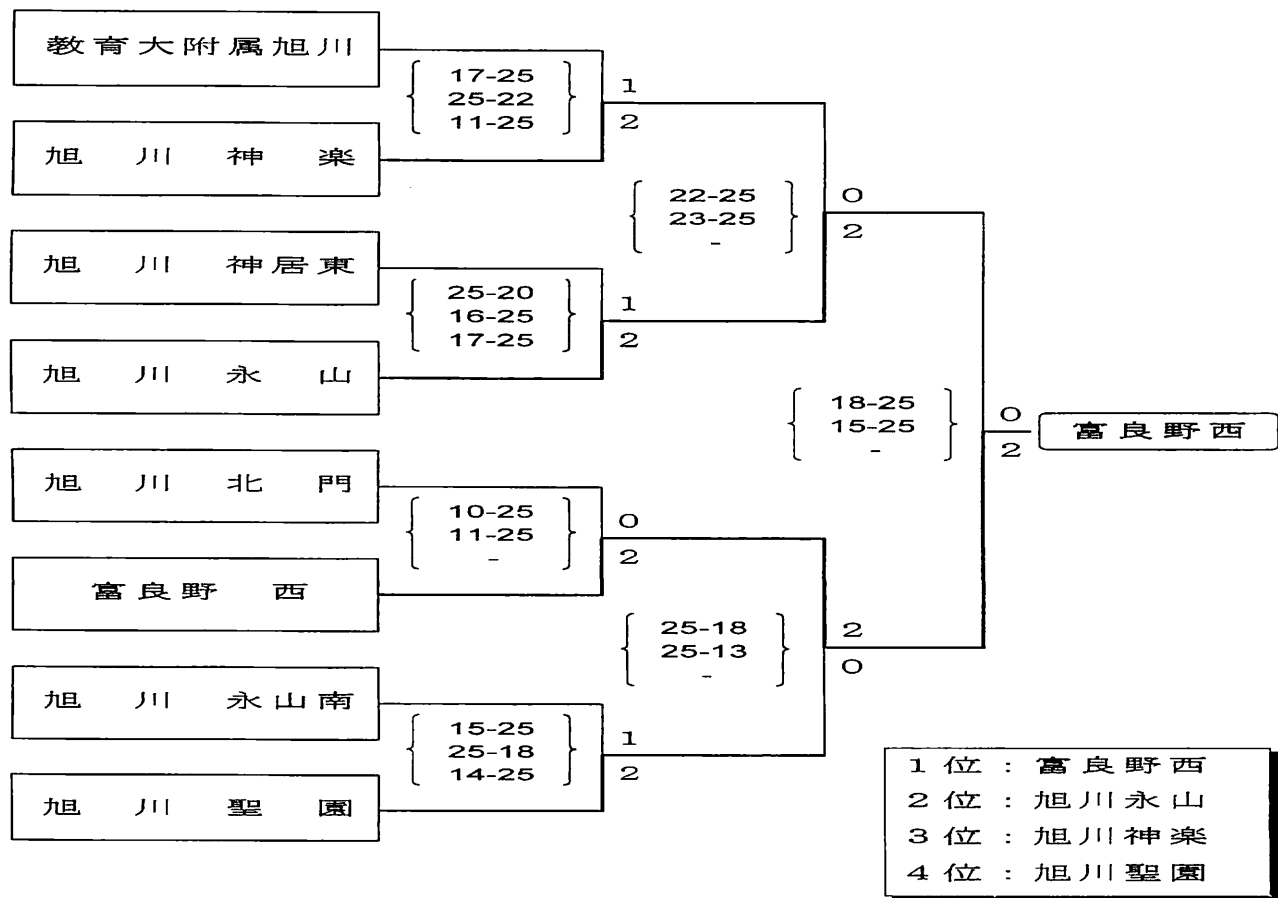 教育大附属旭川
17-25
25-22
11-25
1
2
旭川神楽
22-25
23-25
-
0
2
旭川神居東
25-20
16-25
17-25
1
2
旭川永山
18-25
15-25
-
0
2
富良野西
旭川北門
10-25
11-25
-
0
2
富良野西
25-18
25-13
-
2
0
旭川永山南
15-25
25-18
14-25
1
2
旭川聖園
1位：富良野西
2位：旭川永山
3位：旭川神楽
4位：旭川聖園